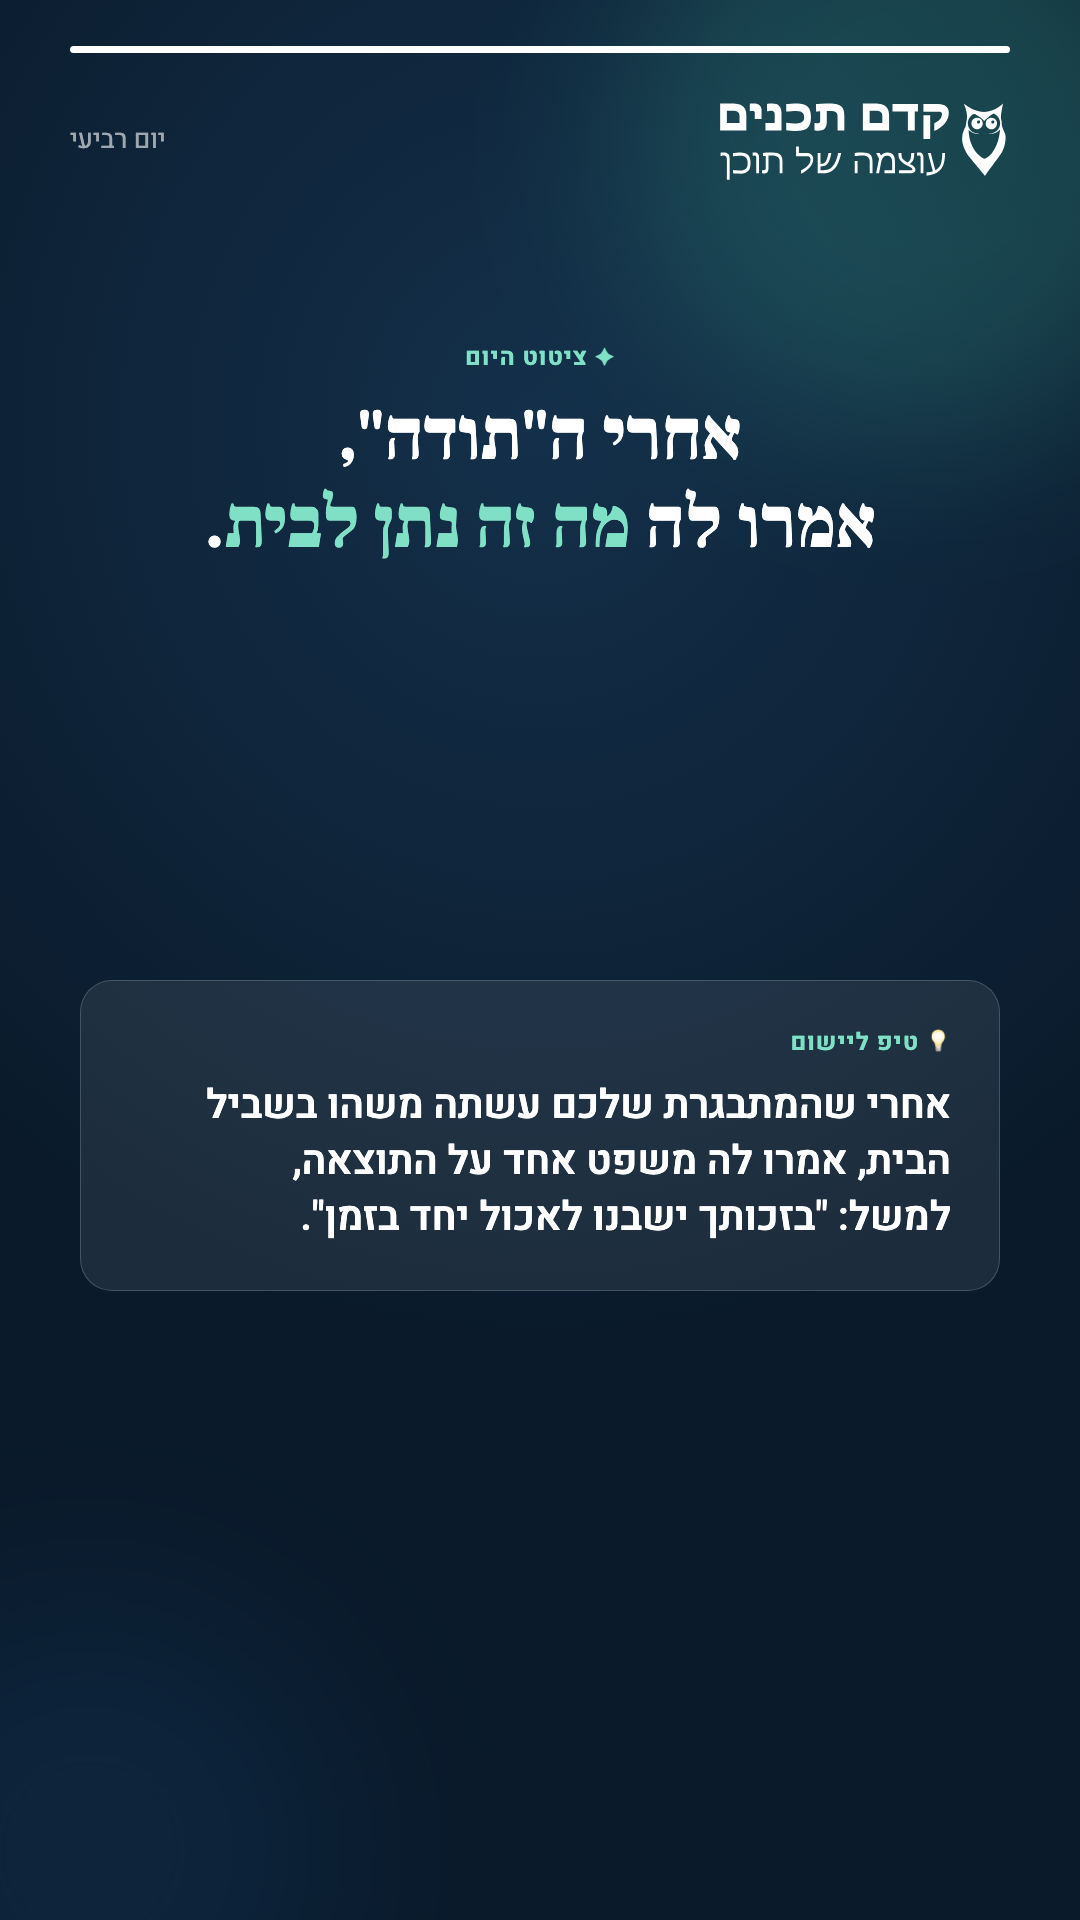 קדם תכנים
עוצמה של תוכן
יום רביעי
✦ ציטוט היום
אחרי ה"תודה",
אמרו לה מה זה נתן לבית.
💡 טיפ ליישום
אחרי שהמתבגרת שלכם עשתה משהו בשביל
הבית, אמרו לה משפט אחד על התוצאה,
למשל: "בזכותך ישבנו לאכול יחד בזמן".